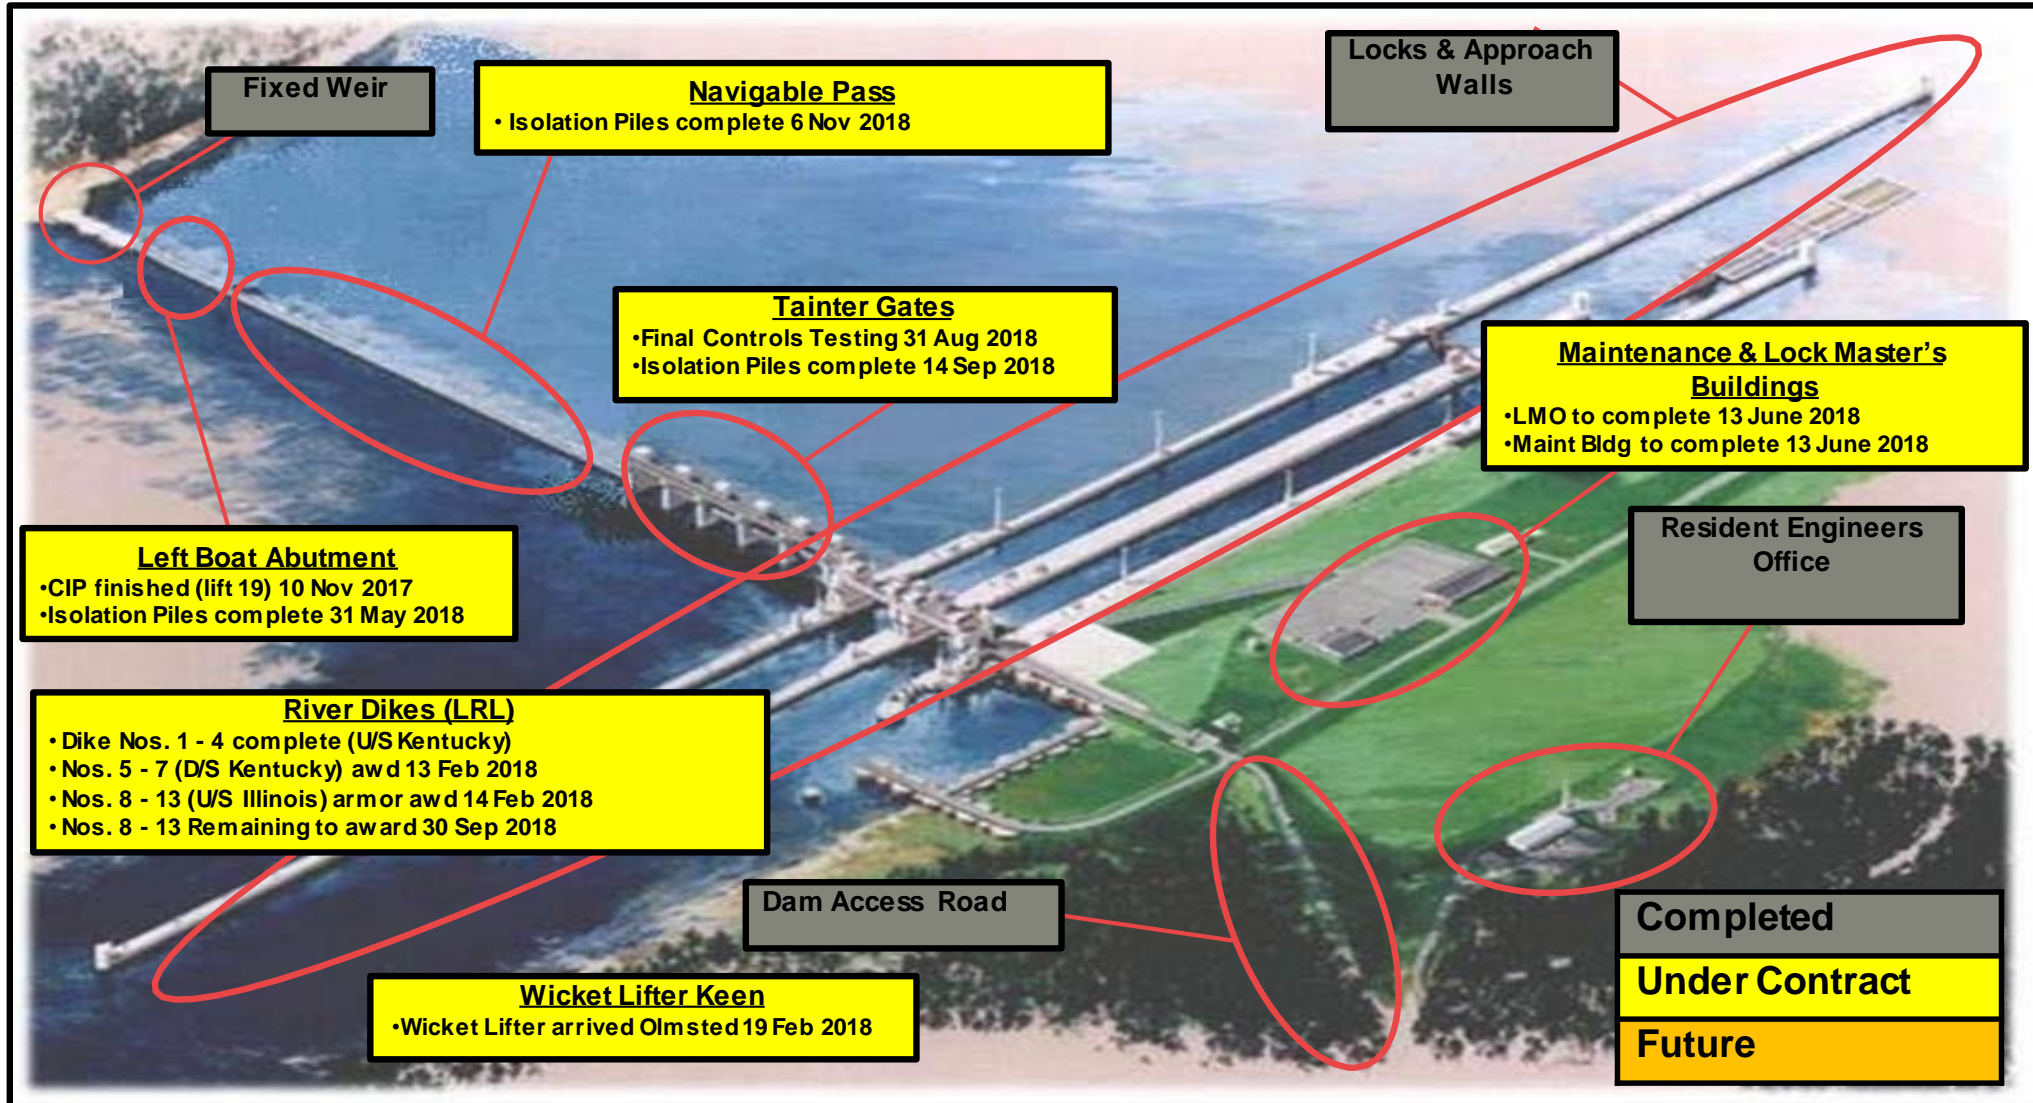 Fixed Weir
Navigable Pass
• Isolation Piles complete 6 Nov 2018
Locks & Approach
Walls
Tainter Gates
•Final Controls Testing 31 Aug 2018
•Isolation Piles complete 14 Sep 2018
Maintenance & Lock Master's
Buildings
•LMO to complete 13 June 2018
•Maint Bldg to complete 13 June 2018
Left Boat Abutment
•CIP finished (lift 19) 10 Nov 2017
•Isolation Piles complete 31 May 2018
Resident Engineers
Office
River Dikes (LRL)
• Dike Nos. 1 - 4 complete (U/S Kentucky)
• Nos. 5 - 7 (D/S Kentucky) awd 13 Feb 2018
• Nos. 8 - 13 (U/S Illinois) armor awd 14 Feb 2018
• Nos. 8 - 13 Remaining to award 30 Sep 2018
Dam Access Road
Wicket Lifter Keen
•Wicket Lifter arrived Olmsted 19 Feb 2018
Completed
Under Contract
Future